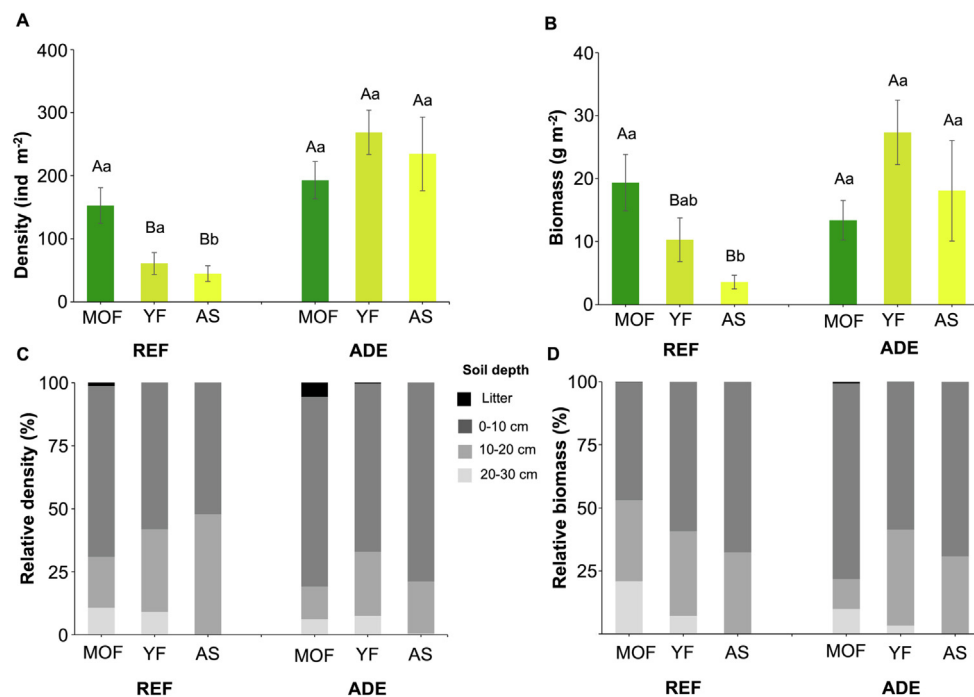 A
Density (ind m-2)
400
300
200
100
0
Aa
Ba
Bb
Aa
Aa
Aa
MOF YF AS MOF YF AS
REF ADE
B
Biomass (g m-2)
40
30
20
10
0
Aa
Bab
Bb
Aa
Aa
Aa
MOF YF AS MOF YF AS
REF ADE
C
Relative density (%)
100
75
50
25
0
MOF YF AS MOF YF AS
REF ADE
Soil depth
Litter
0-10 cm
10-20 cm
20-30 cm
D
Relative biomass (%)
100
75
50
25
MOF YF AS MOF YF AS
REF ADE